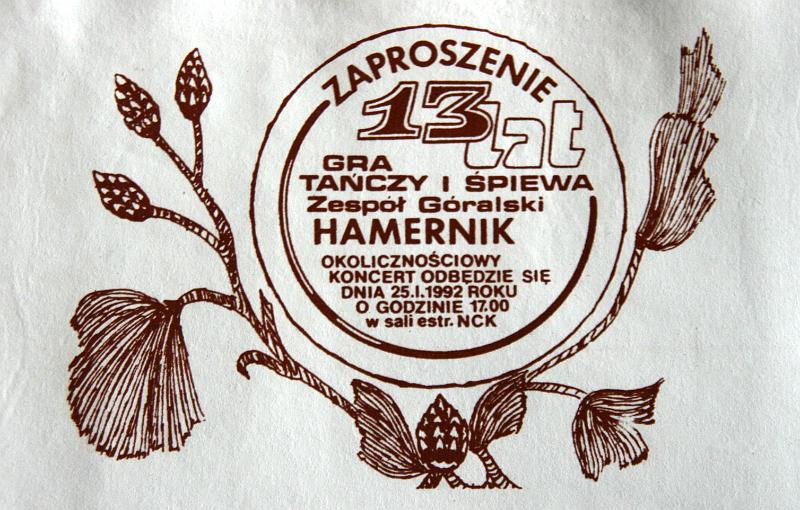 ZAPROSZENIE
13 lat
GRA
TAŃCZY I ŚPIEWA
Zespół Góralski
HAMERNIK
OKOLICZNOŚCIOWY
KONCERT ODBĘDZIE SIĘ
DNIA 25.I.1992 ROKU
O GODZINIE 17.00
w sali estr. NCK